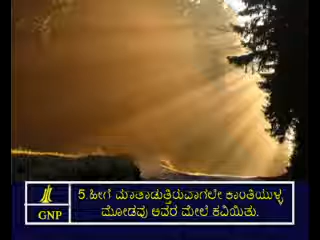 5.ಹೀಗೆ ಮಾತಾಡುತ್ತಿರುವಾಗಲೇ ಕಾಂತಿಯುಳ್ಳ
ಮೋಡವು ಅವರ ಮೇಲೆ ಕವಿಯಿತು.
GNP